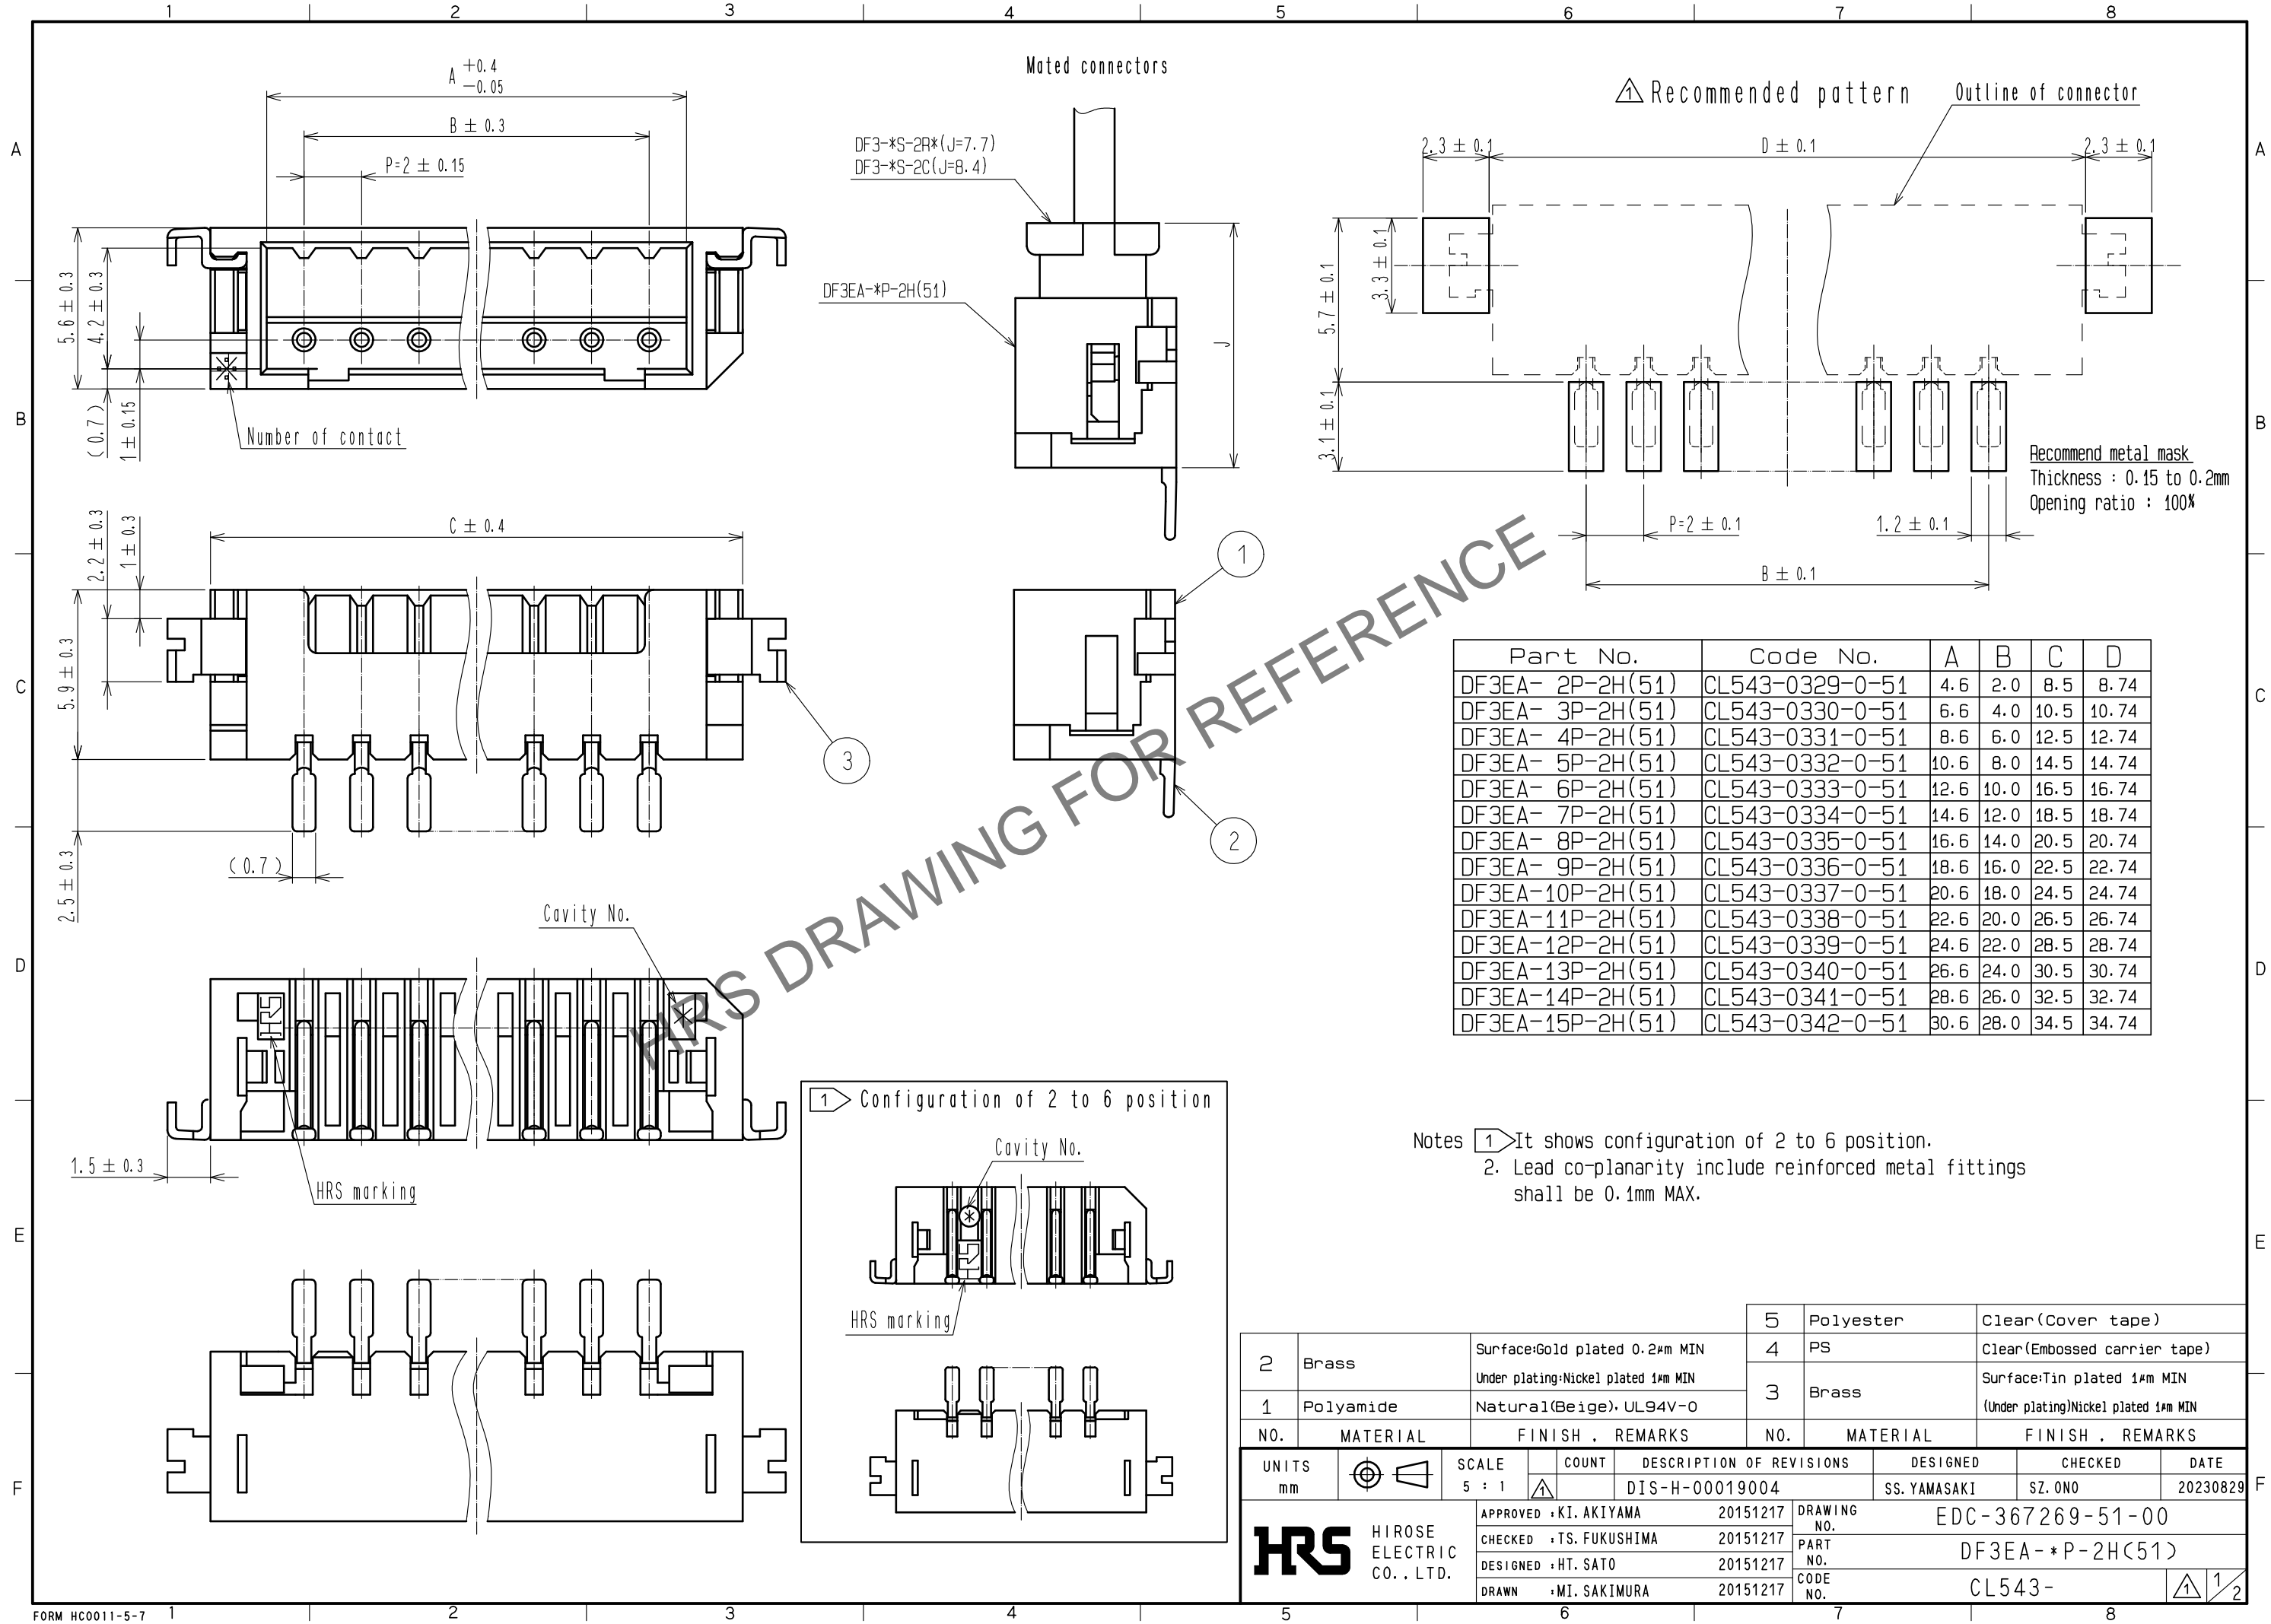 1 2 3 4 5 6 7 8
A
B
C
D
E
F
A
B
C
D
E
F
A +0.4 -0.05
B ± 0.3
P=2 ± 0.15
5.6 ± 0.3
4.2 ± 0.3
(0.7)
1 ± 0.15
Number of contact
Mated connectors
DF3-*S-2R*(J=7.7)
DF3-*S-2C(J=8.4)
DF3EA-*P-2H(51)
J
1 Recommended pattern
Outline of connector
2.3 ± 0.1
D ± 0.1
2.3 ± 0.1
5.7 ± 0.1
3.3 ± 0.1
3.1 ± 0.1
P=2 ± 0.1
1.2 ± 0.1
B ± 0.1
Recommend metal mask
Thickness : 0.15 to 0.2mm
Opening ratio : 100%
C ± 0.4
2.2 ± 0.3
1 ± 0.3
5.9 ± 0.3
2.5 ± 0.3
(0.7)
1
2
3
HRS DRAWING FOR REFERENCE
Part No. Code No. A B C D
DF3EA- 2P-2H(51) CL543-0329-0-51 4.6 2.0 8.5 8.74
DF3EA- 3P-2H(51) CL543-0330-0-51 6.6 4.0 10.5 10.74
DF3EA- 4P-2H(51) CL543-0331-0-51 8.6 6.0 12.5 12.74
DF3EA- 5P-2H(51) CL543-0332-0-51 10.6 8.0 14.5 14.74
DF3EA- 6P-2H(51) CL543-0333-0-51 12.6 10.0 16.5 16.74
DF3EA- 7P-2H(51) CL543-0334-0-51 14.6 12.0 18.5 18.74
DF3EA- 8P-2H(51) CL543-0335-0-51 16.6 14.0 20.5 20.74
DF3EA- 9P-2H(51) CL543-0336-0-51 18.6 16.0 22.5 22.74
DF3EA-10P-2H(51) CL543-0337-0-51 20.6 18.0 24.5 24.74
DF3EA-11P-2H(51) CL543-0338-0-51 22.6 20.0 26.5 26.74
DF3EA-12P-2H(51) CL543-0339-0-51 24.6 22.0 28.5 28.74
DF3EA-13P-2H(51) CL543-0340-0-51 26.6 24.0 30.5 30.74
DF3EA-14P-2H(51) CL543-0341-0-51 28.6 26.0 32.5 32.74
DF3EA-15P-2H(51) CL543-0342-0-51 30.6 28.0 34.5 34.74
Cavity No.
HRS
1.5 ± 0.3
HRS marking
1 Configuration of 2 to 6 position
Cavity No.
HRS marking
Notes 1 It shows configuration of 2 to 6 position.
2. Lead co-planarity include reinforced metal fittings
shall be 0.1mm MAX.
5 Polyester Clear(Cover tape)
4 PS Clear(Embossed carrier tape)
3 Brass Surface:Tin plated 1μm MIN
(Under plating)Nickel plated 1μm MIN
2 Brass Surface:Gold plated 0.2μm MIN
Under plating:Nickel plated 1μm MIN
1 Polyamide Natural(Beige), UL94V-0
NO. MATERIAL FINISH , REMARKS NO. MATERIAL FINISH , REMARKS
UNITS
mm
SCALE
5 : 1
COUNT DESCRIPTION OF REVISIONS DESIGNED CHECKED DATE
1 DIS-H-00019004 SS.YAMASAKI SZ.ONO 20230829
HRS
HIROSE
ELECTRIC
CO.,LTD.
APPROVED :KI.AKIYAMA 20151217
CHECKED :TS.FUKUSHIMA 20151217
DESIGNED :HT.SATO 20151217
DRAWN :MI.SAKIMURA 20151217
DRAWING NO. EDC-367269-51-00
PART NO. DF3EA-*P-2H(51)
CODE NO. CL543- 1 1/2
FORM HC0011-5-7 1 2 3 4 5 6 7 8